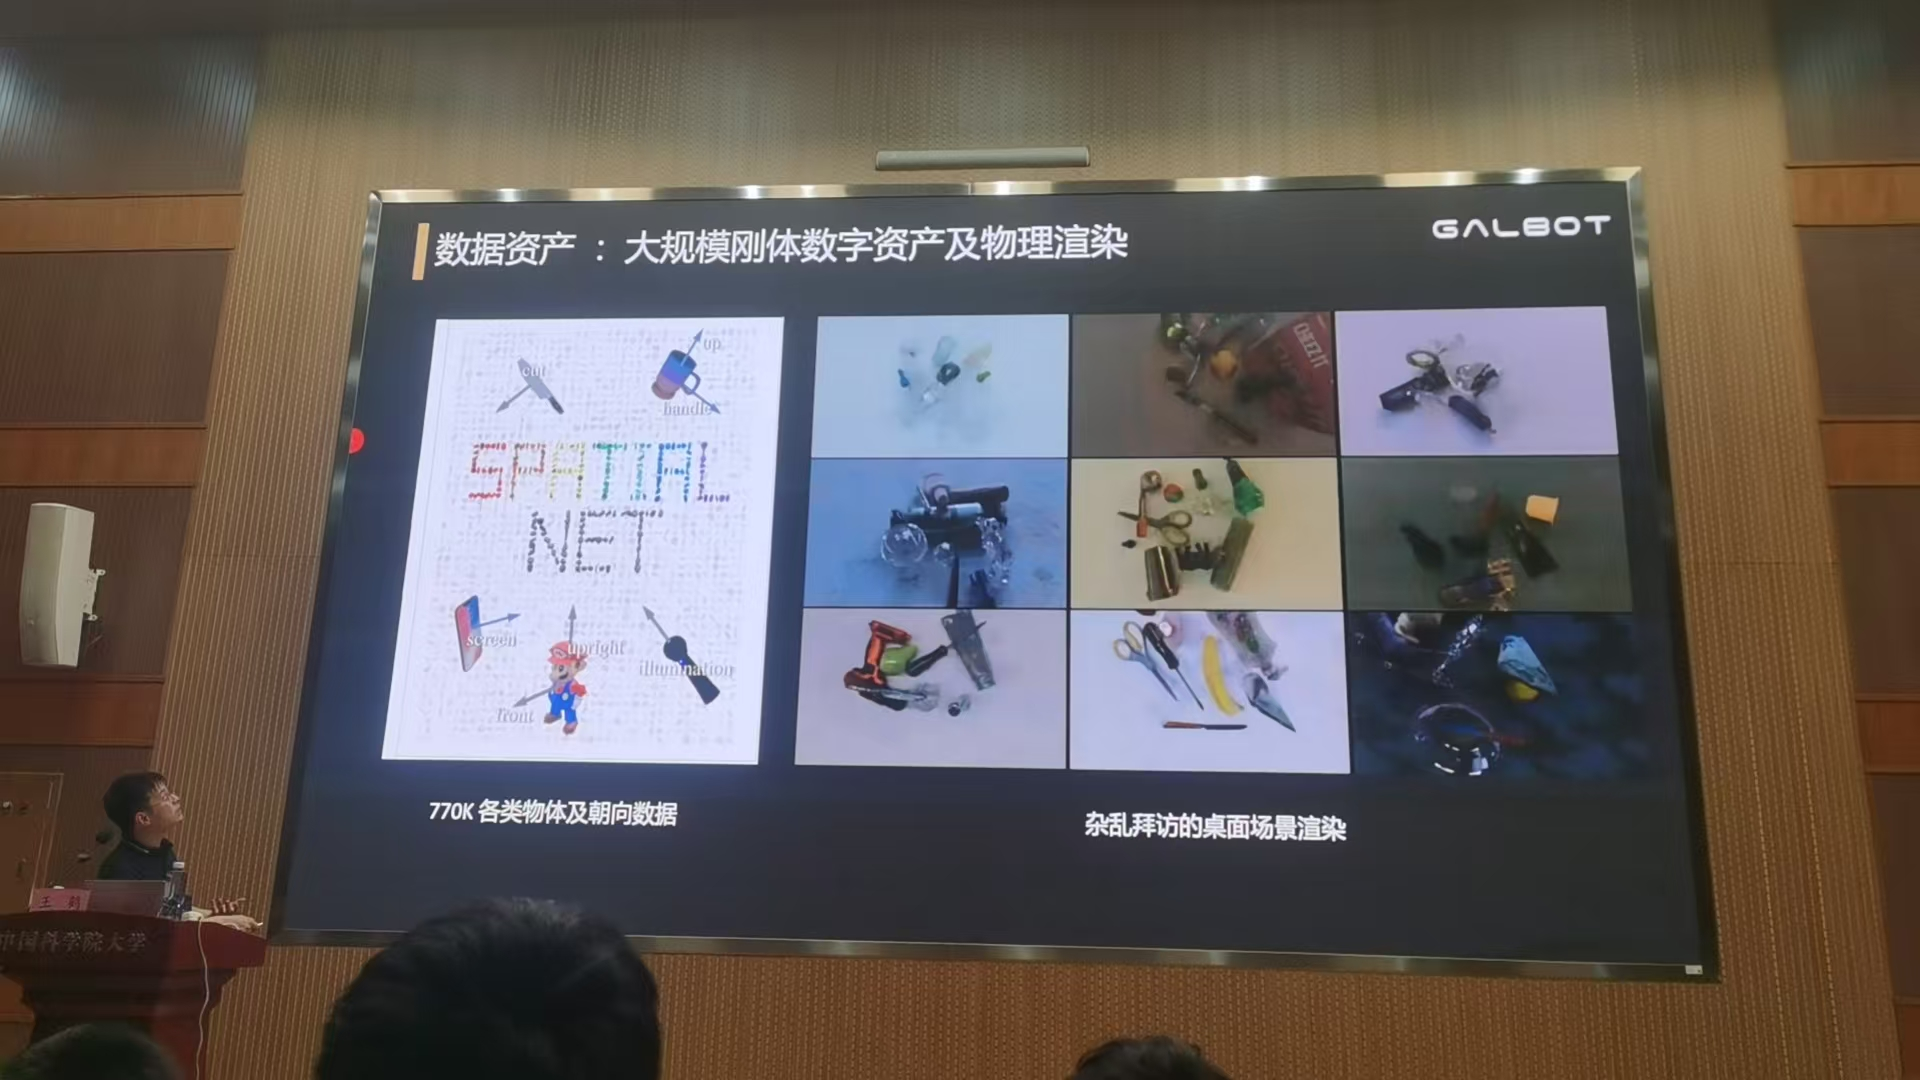 数据资产 : 大规模刚体数字资产及物理渲染
GALBOT
cut
up
handle
SPATIAL
NET
screen
upright
front
illumination
CHEEZ IT
770K 各类物体及朝向数据
杂乱拜访的桌面场景渲染
王 鹤
中国科学院大学